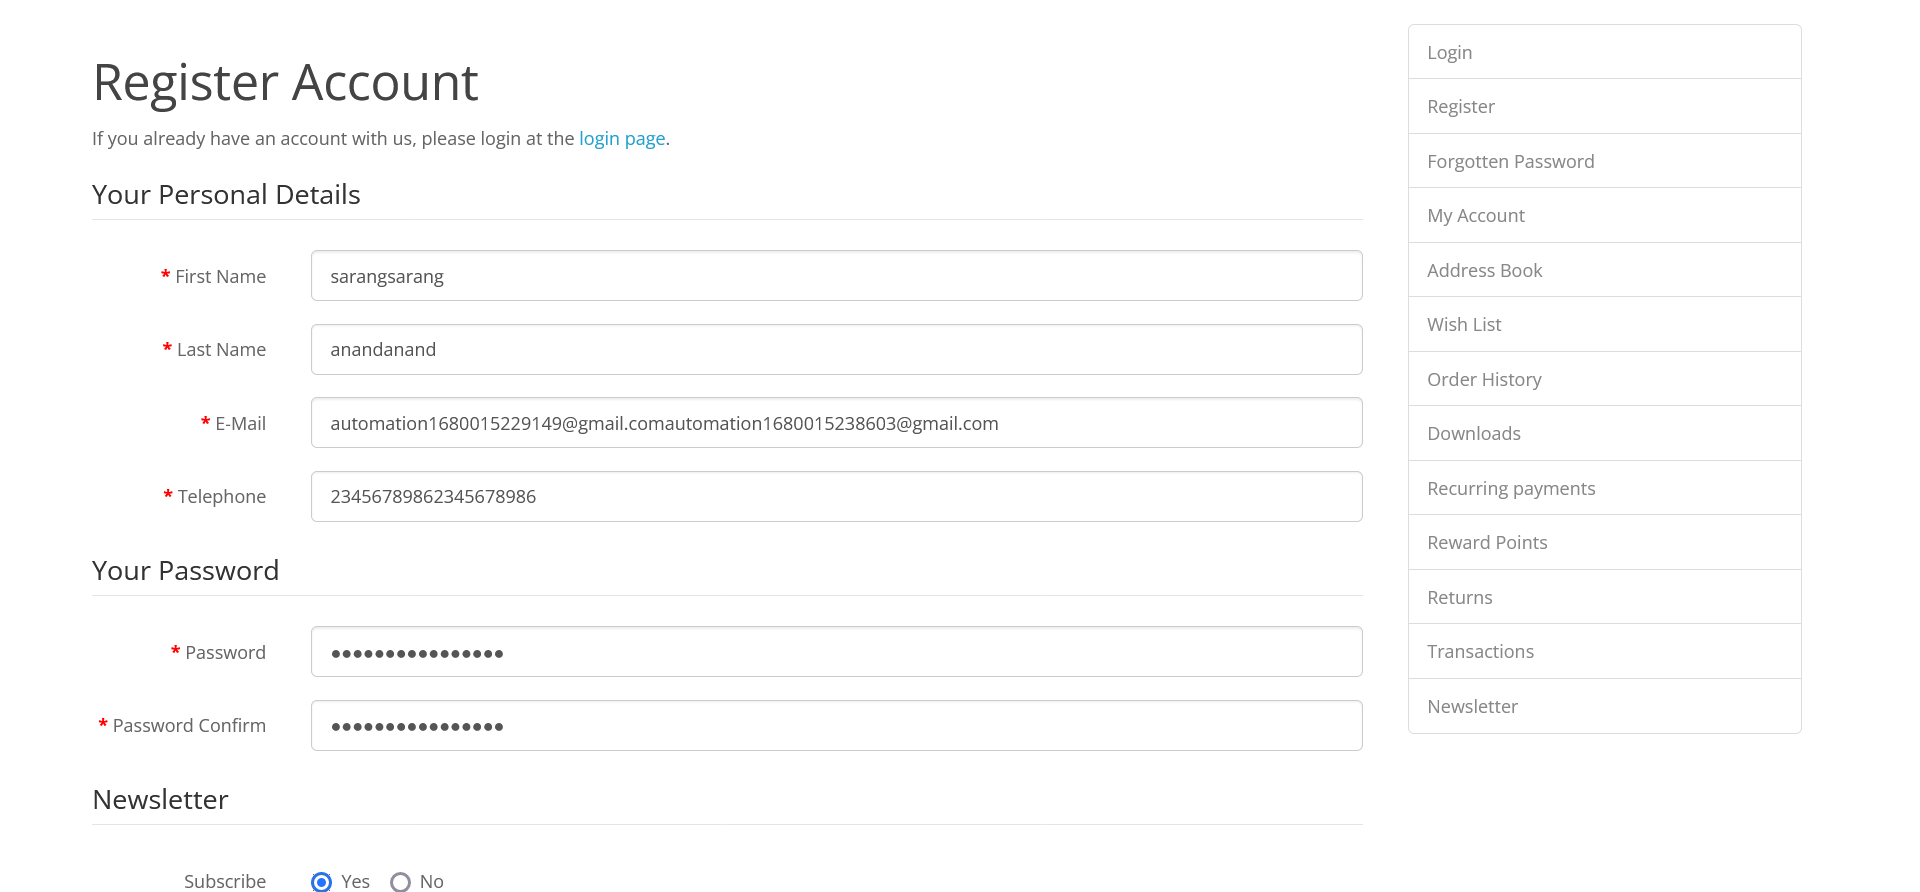 Register Account
If you already have an account with us, please login at the login page.
Your Personal Details
* First Name
sarangsarang
* Last Name
anandanand
* E-Mail
automation1680015229149@gmail.comautomation1680015238603@gmail.com
* Telephone
23456789862345678986
Your Password
* Password
••••••••••••••••
* Password Confirm
••••••••••••••••
Newsletter
Subscribe Yes No
Login
Register
Forgotten Password
My Account
Address Book
Wish List
Order History
Downloads
Recurring payments
Reward Points
Returns
Transactions
Newsletter